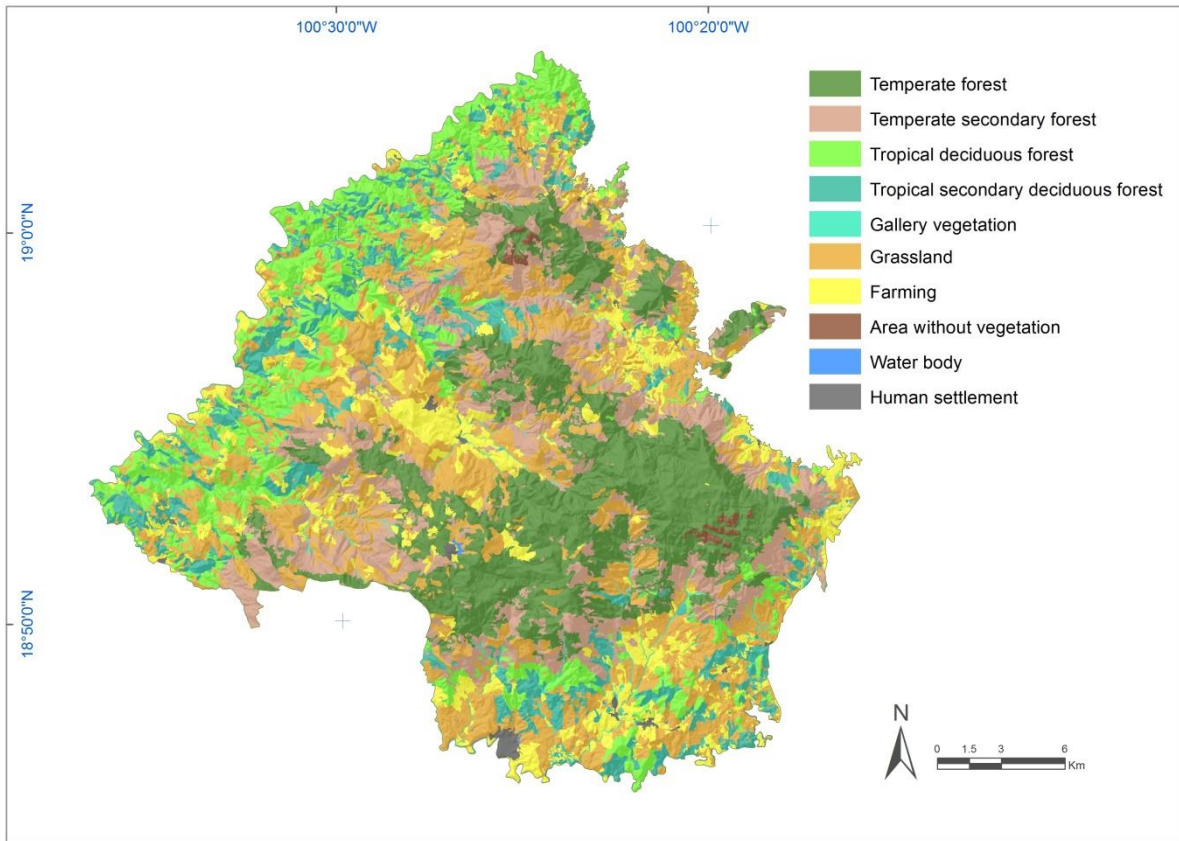 100°30'0"W
100°20'0"W
Temperate forest
Temperate secondary forest
Tropical deciduous forest
Tropical secondary deciduous forest
19°0'0"N
Gallery vegetation
Grassland
Farming
Area without vegetation
Water body
Human settlement
18°50'0"N
N
0 1.5 3 6
Km